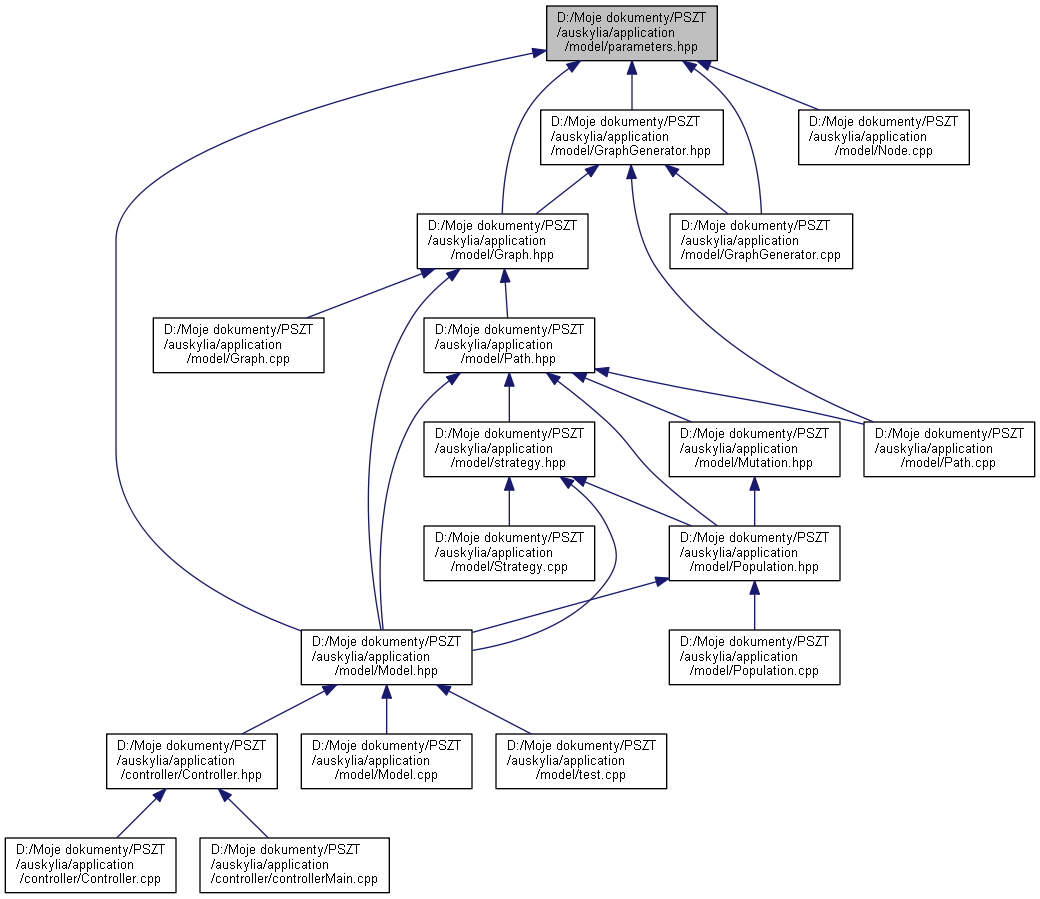 D:/Moje dokumenty/PSZT
/auskylia/application
/model/parameters.hpp
D:/Moje dokumenty/PSZT
/auskylia/application
/model/GraphGenerator.hpp
D:/Moje dokumenty/PSZT
/auskylia/application
/model/Node.cpp
D:/Moje dokumenty/PSZT
/auskylia/application
/model/Graph.hpp
D:/Moje dokumenty/PSZT
/auskylia/application
/model/GraphGenerator.cpp
D:/Moje dokumenty/PSZT
/auskylia/application
/model/Graph.cpp
D:/Moje dokumenty/PSZT
/auskylia/application
/model/Path.hpp
D:/Moje dokumenty/PSZT
/auskylia/application
/model/strategy.hpp
D:/Moje dokumenty/PSZT
/auskylia/application
/model/Mutation.hpp
D:/Moje dokumenty/PSZT
/auskylia/application
/model/Path.cpp
D:/Moje dokumenty/PSZT
/auskylia/application
/model/Strategy.cpp
D:/Moje dokumenty/PSZT
/auskylia/application
/model/Population.hpp
D:/Moje dokumenty/PSZT
/auskylia/application
/model/Model.hpp
D:/Moje dokumenty/PSZT
/auskylia/application
/model/Population.cpp
D:/Moje dokumenty/PSZT
/auskylia/application
/controller/Controller.hpp
D:/Moje dokumenty/PSZT
/auskylia/application
/model/Model.cpp
D:/Moje dokumenty/PSZT
/auskylia/application
/model/test.cpp
D:/Moje dokumenty/PSZT
/auskylia/application
/controller/Controller.cpp
D:/Moje dokumenty/PSZT
/auskylia/application
/controller/controllerMain.cpp